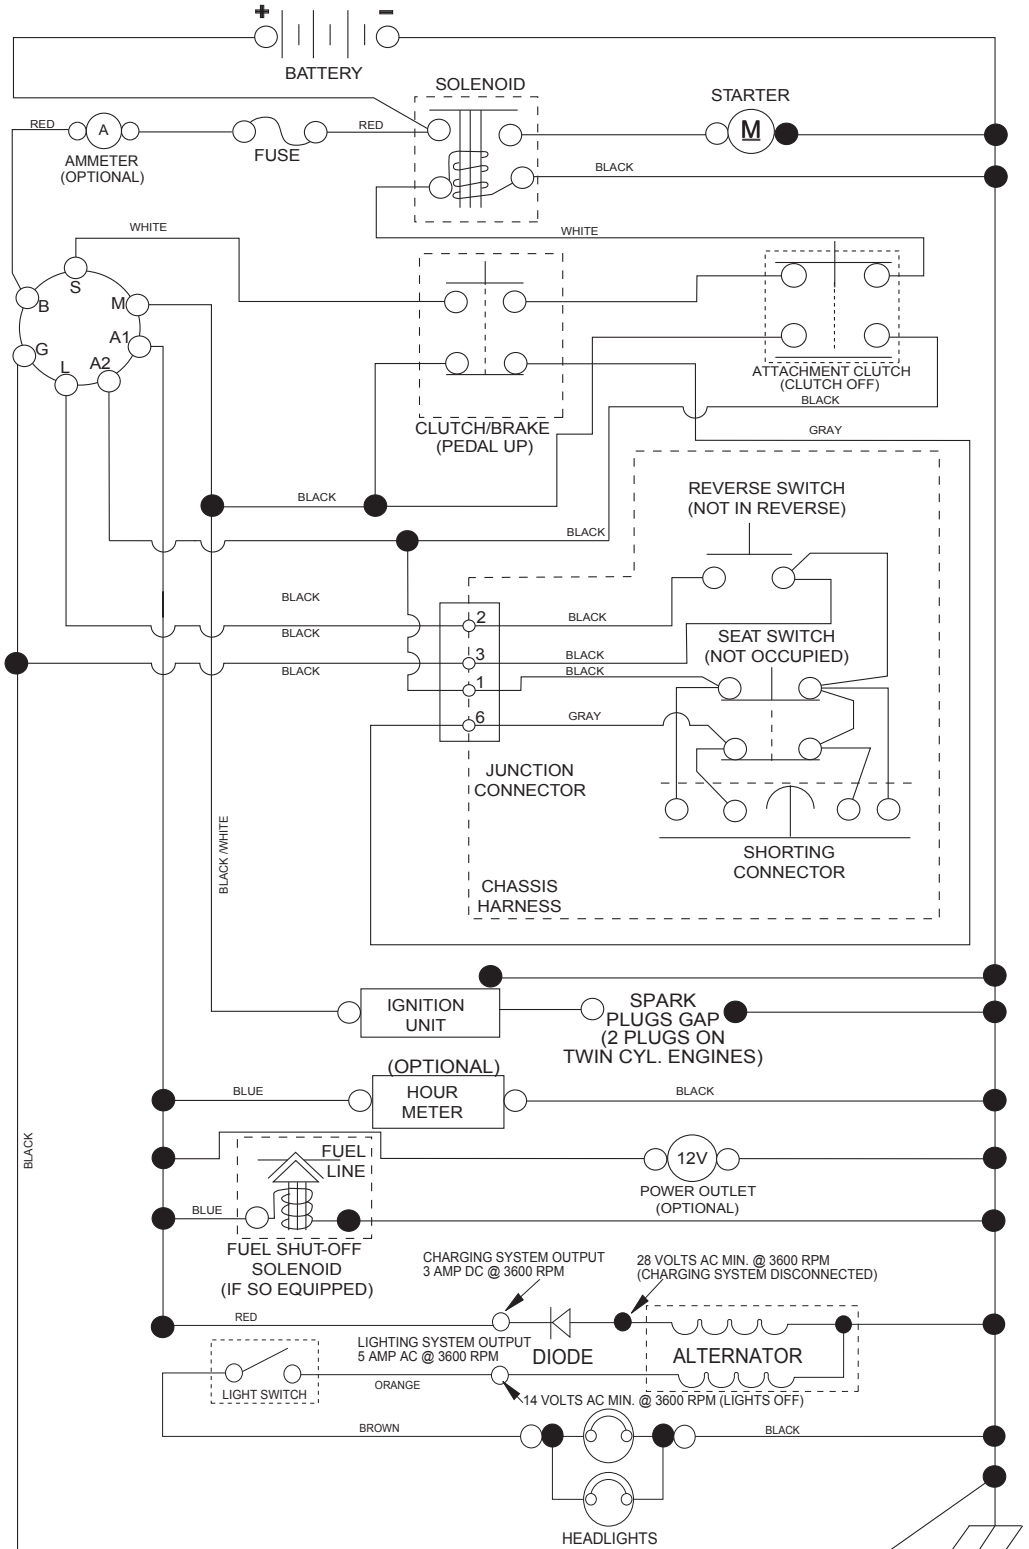 + -
BATTERY
SOLENOID
STARTER
RED
A
RED
M
AMMETER
(OPTIONAL)
FUSE
BLACK
WHITE
WHITE
S
B
M
A1
G
L
A2
ATTACHMENT CLUTCH
(CLUTCH OFF)
BLACK
CLUTCH/BRAKE
(PEDAL UP)
GRAY
BLACK
REVERSE SWITCH
(NOT IN REVERSE)
BLACK
BLACK
2
BLACK
BLACK
SEAT SWITCH
(NOT OCCUPIED)
3
BLACK
BLACK
BLACK
1
6
GRAY
JUNCTION
CONNECTOR
BLACK /WHITE
SHORTING
CONNECTOR
CHASSIS
HARNESS
IGNITION
UNIT
SPARK
PLUGS GAP
(2 PLUGS ON
TWIN CYL. ENGINES)
(OPTIONAL)
HOUR
METER
BLUE
BLACK
BLACK
FUEL
LINE
12V
POWER OUTLET
(OPTIONAL)
BLUE
FUEL SHUT-OFF
SOLENOID
(IF SO EQUIPPED)
CHARGING SYSTEM OUTPUT
3 AMP DC @ 3600 RPM
28 VOLTS AC MIN. @ 3600 RPM
(CHARGING SYSTEM DISCONNECTED)
RED
LIGHTING SYSTEM OUTPUT
5 AMP AC @ 3600 RPM
DIODE
ALTERNATOR
ORANGE
LIGHT SWITCH
14 VOLTS AC MIN. @ 3600 RPM (LIGHTS OFF)
BROWN
BLACK
HEADLIGHTS